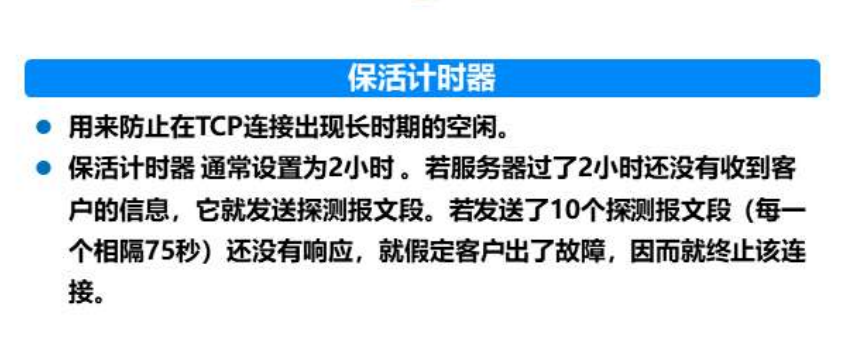 保活计时器
用来防止在TCP连接出现长时期的空闲。
保活计时器 通常设置为2小时 。若服务器过了2小时还没有收到客
户的信息，它就发送探测报文段。若发送了10个探测报文段（每一
个相隔75秒）还没有响应，就假定客户出了故障，因而就终止该连
接。